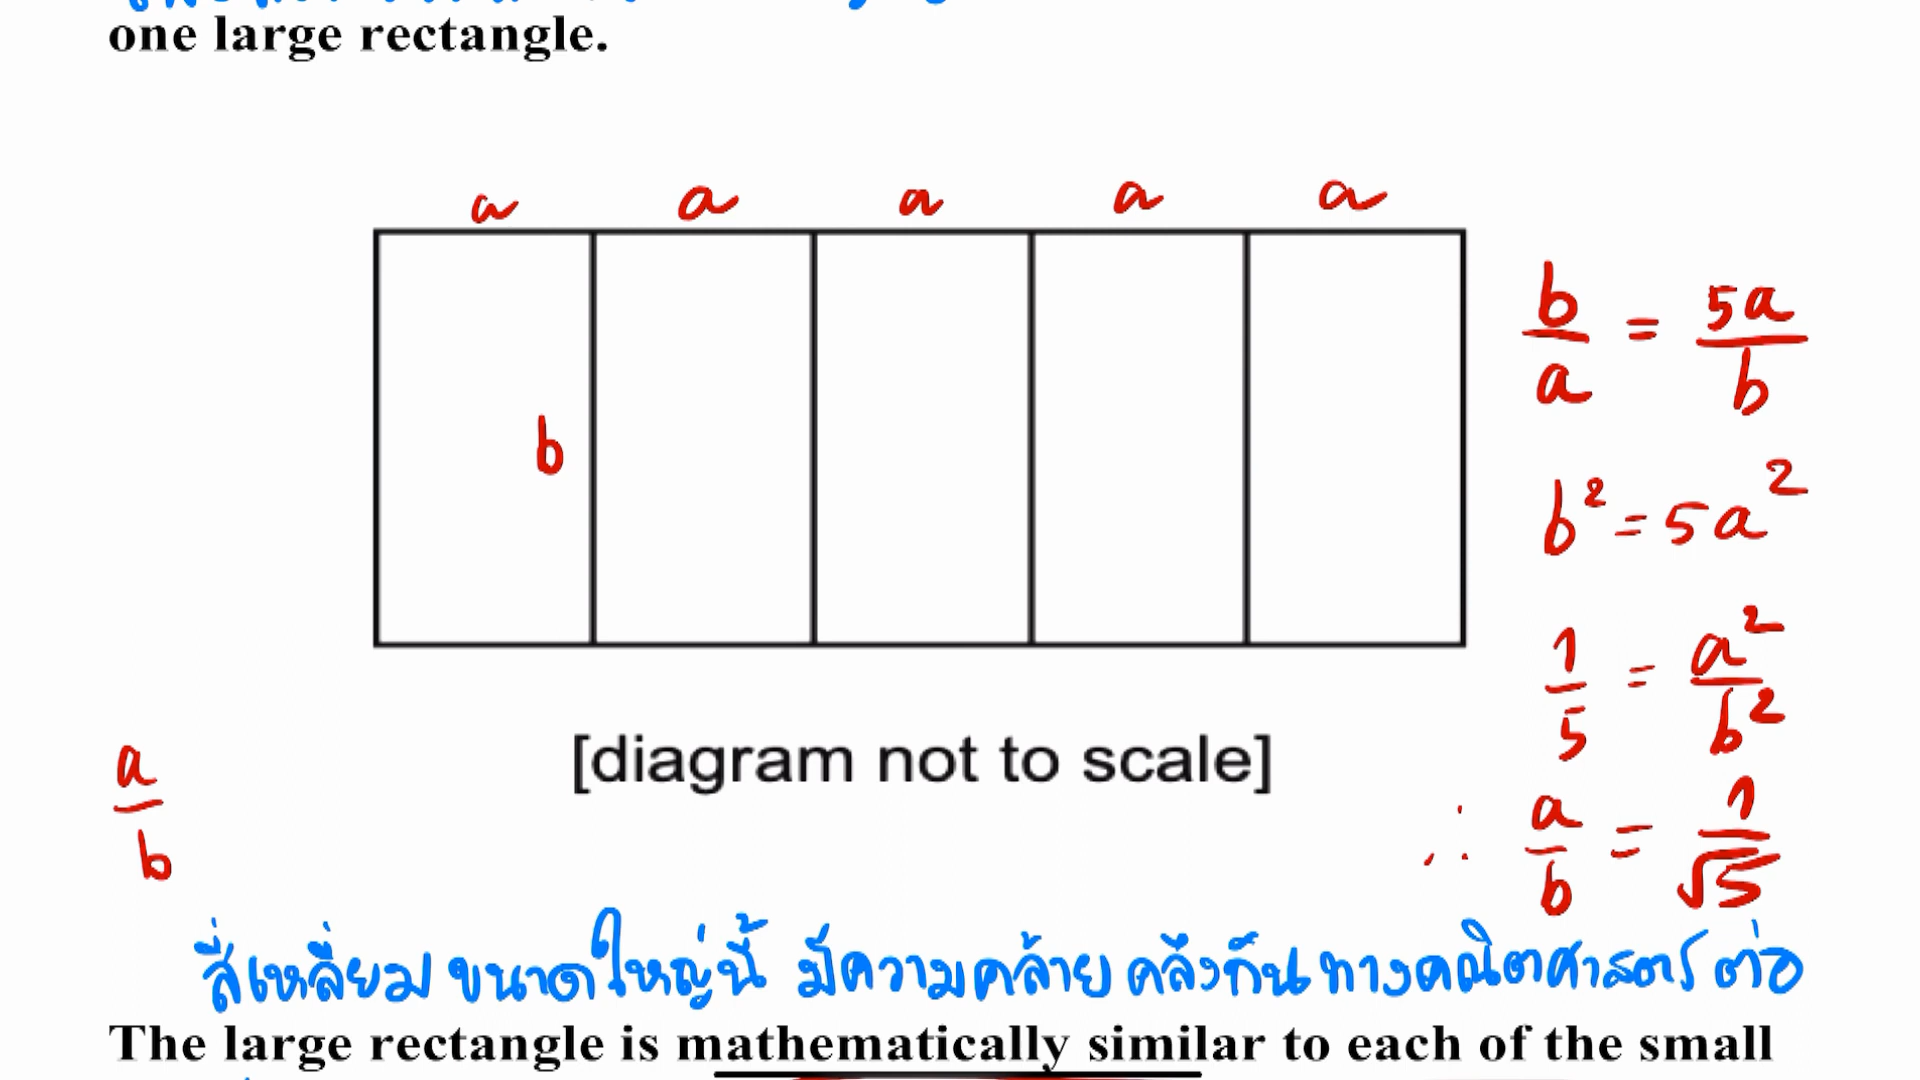 one large rectangle.
a a a a a
b
b/a = 5a/b
b² = 5a²
1/5 = a²/b²
[diagram not to scale]
a/b
∴ a/b = 1/√5
สี่เหลี่ยม ขนาดใหญ่นี้ มีความคล้าย คลึงกัน ทางคณิตศาสตร์ ต่อ
The large rectangle is mathematically similar to each of the small